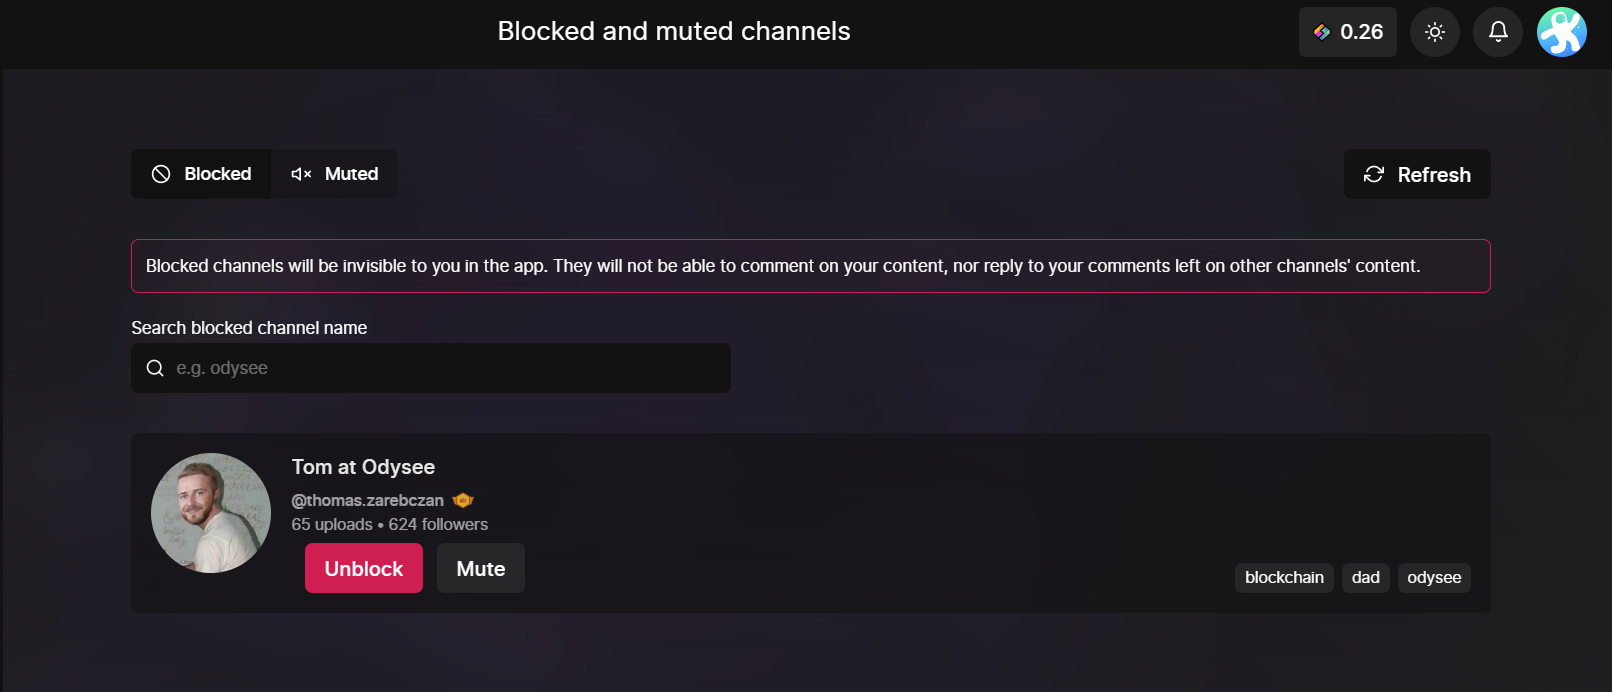 Blocked and muted channels
0.26
Blocked
Muted
Refresh
Blocked channels will be invisible to you in the app. They will not be able to comment on your content, nor reply to your comments left on other channels' content.
Search blocked channel name
e.g. odysee
Tom at Odysee
@thomas.zarebczan
65 uploads • 624 followers
Unblock
Mute
blockchain
dad
odysee